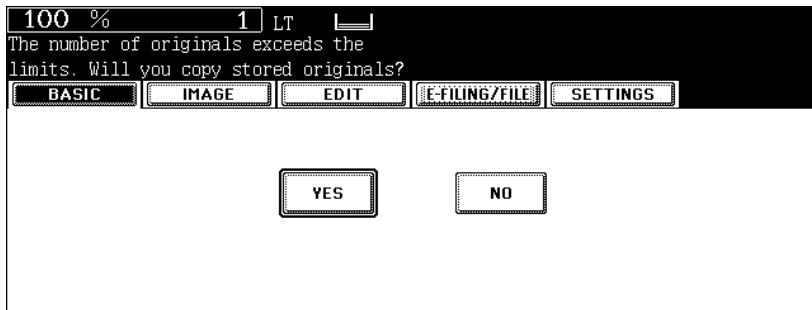 100 % 1 LT
The number of originals exceeds the
limits. Will you copy stored originals?
BASIC IMAGE EDIT E-FILING/FILE SETTINGS
YES NO